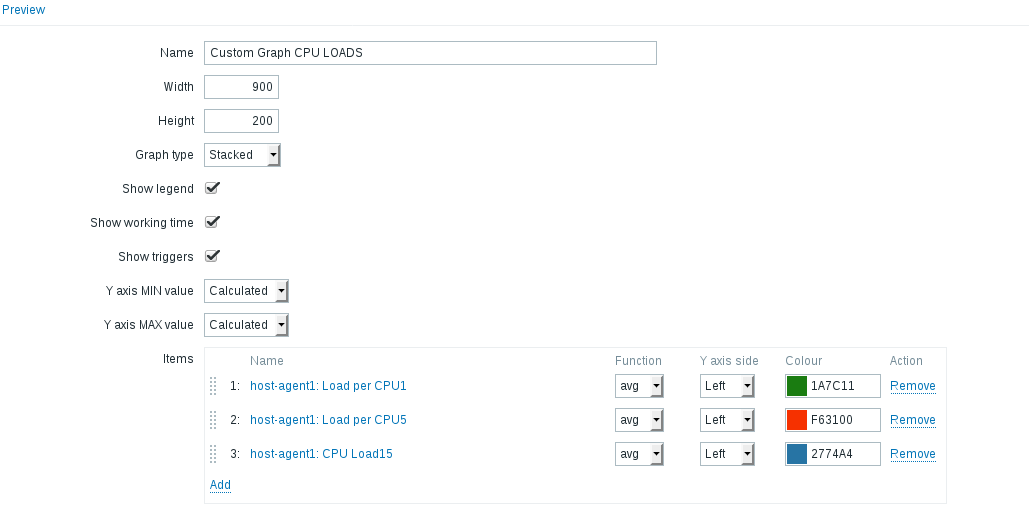 Preview
Name Custom Graph CPU LOADS
Width 900
Height 200
Graph type Stacked
Show legend
Show working time
Show triggers
Y axis MIN value Calculated
Y axis MAX value Calculated
Items Name Function Y axis side Colour Action
1: host-agent1: Load per CPU1 avg Left 1A7C11 Remove
2: host-agent1: Load per CPU5 avg Left F63100 Remove
3: host-agent1: CPU Load15 avg Left 2774A4 Remove
Add